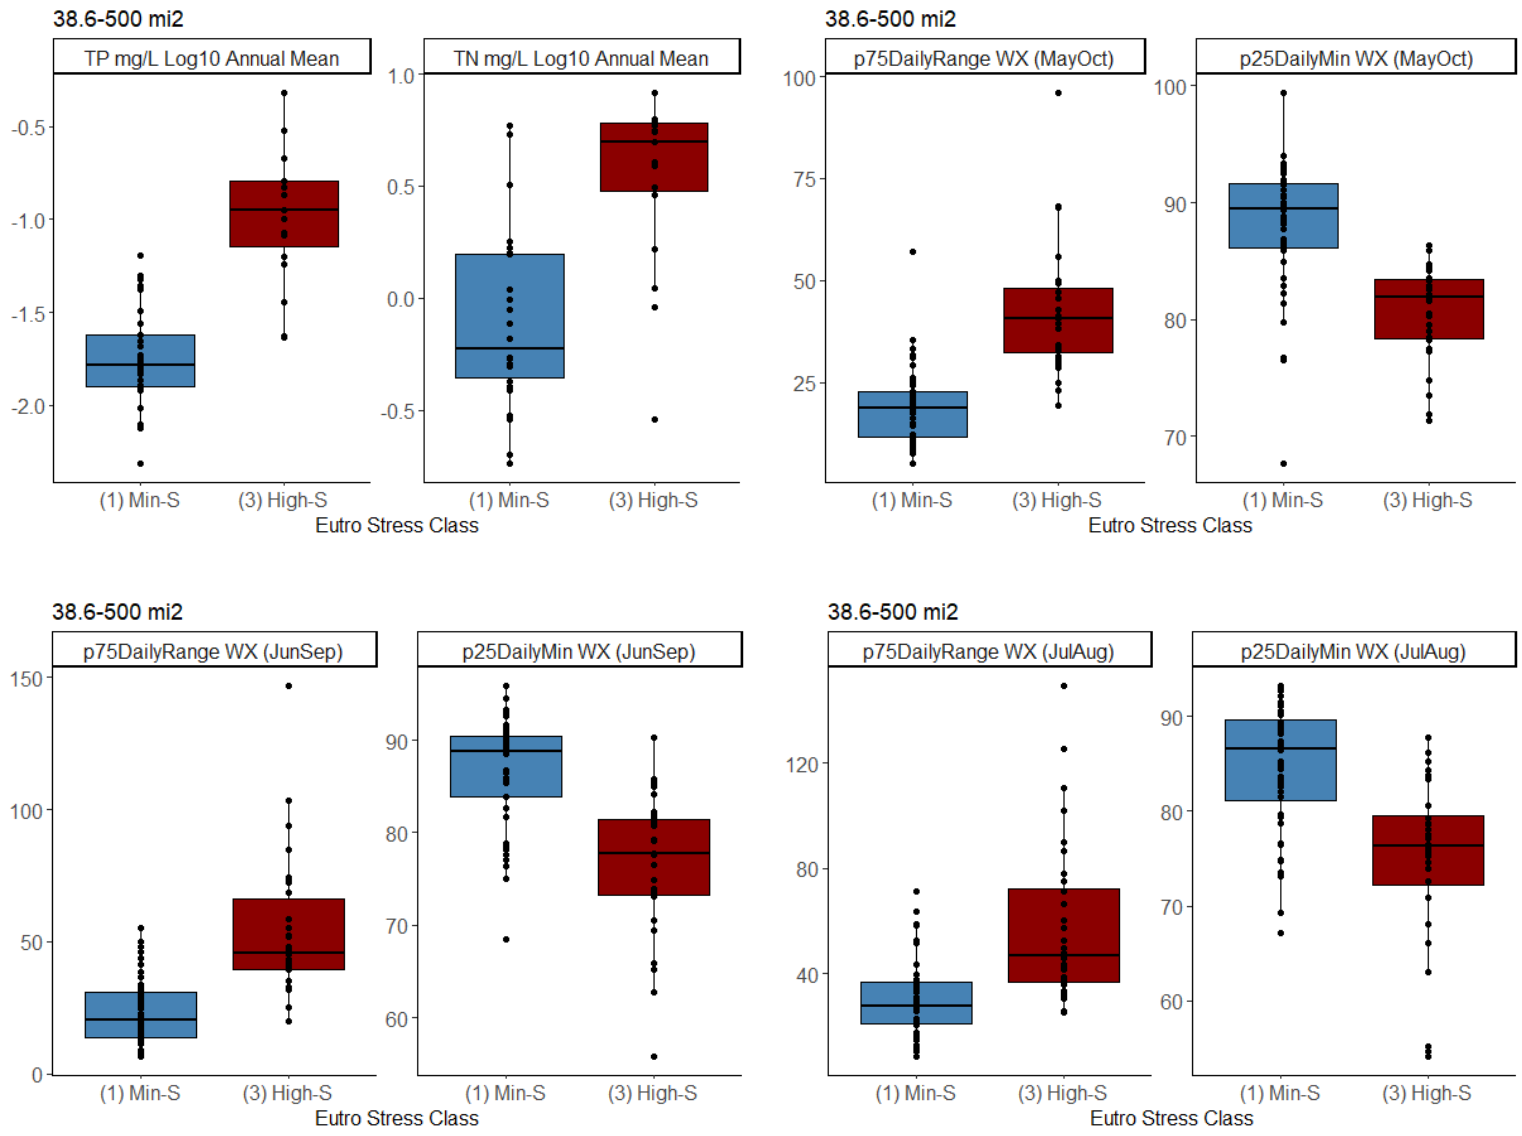 38.6-500 mi2
TP mg/L Log10 Annual Mean
TN mg/L Log10 Annual Mean
-0.5
-1.0
-1.5
-2.0
1.0
0.5
0.0
-0.5
(1) Min-S
(3) High-S
(1) Min-S
(3) High-S
Eutro Stress Class
38.6-500 mi2
p75DailyRange WX (MayOct)
p25DailyMin WX (MayOct)
100
75
50
25
100
90
80
70
(1) Min-S
(3) High-S
(1) Min-S
(3) High-S
Eutro Stress Class
38.6-500 mi2
p75DailyRange WX (JunSep)
p25DailyMin WX (JunSep)
150
100
50
0
90
80
70
60
(1) Min-S
(3) High-S
(1) Min-S
(3) High-S
Eutro Stress Class
38.6-500 mi2
p75DailyRange WX (JulAug)
p25DailyMin WX (JulAug)
120
80
40
90
80
70
60
(1) Min-S
(3) High-S
(1) Min-S
(3) High-S
Eutro Stress Class